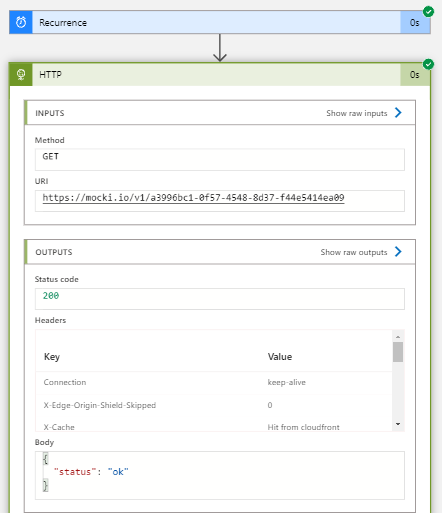 Recurrence 0s
HTTP 0s
INPUTS Show raw inputs
Method
GET
URI
https://mocki.io/v1/a3996bc1-0f57-4548-8d37-f44e5414ea09
OUTPUTS Show raw outputs
Status code
200
Headers
Key Value
Connection keep-alive
X-Edge-Origin-Shield-Skipped 0
X-Cache Hit from cloudfront
Body
{
"status": "ok"
}